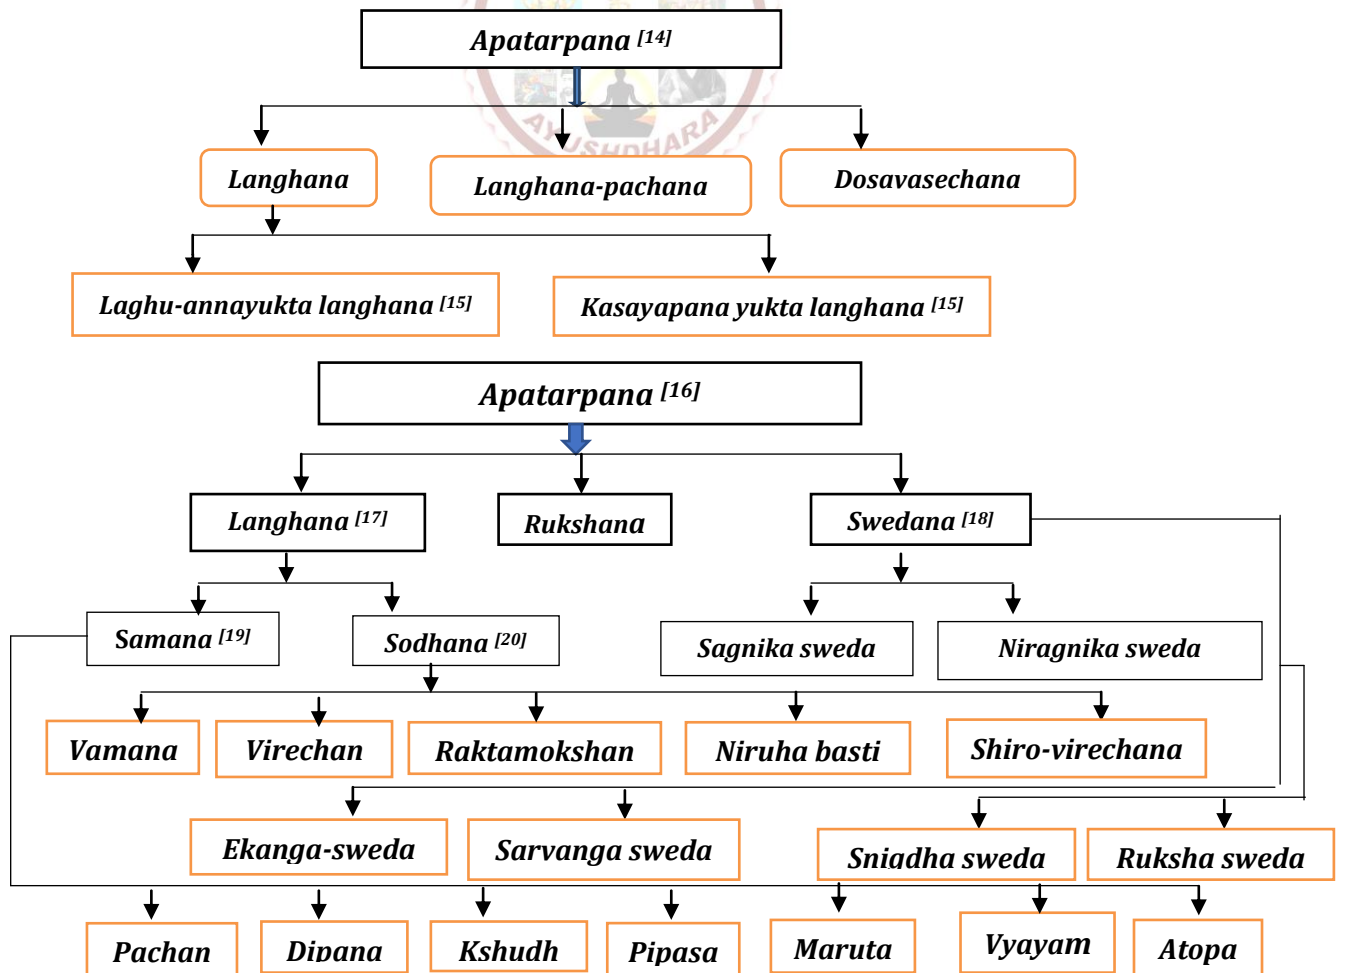 Apatarpana [14]
AYUSHDHARA
Langhana
Langhana-pachana
Dosavasechana
Laghu-annayukta langhana [15]
Kasayapana yukta langhana [15]
Apatarpana [16]
Langhana [17]
Rukshana
Swedana [18]
Samana [19]
Sodhana [20]
Sagnika sweda
Niragnika sweda
Vamana
Virechan
Raktamokshan
Niruha basti
Shiro-virechana
Ekanga-sweda
Sarvanga sweda
Snigdha sweda
Ruksha sweda
Pachan
Dipana
Kshudh
Pipasa
Maruta
Vyayam
Atopa